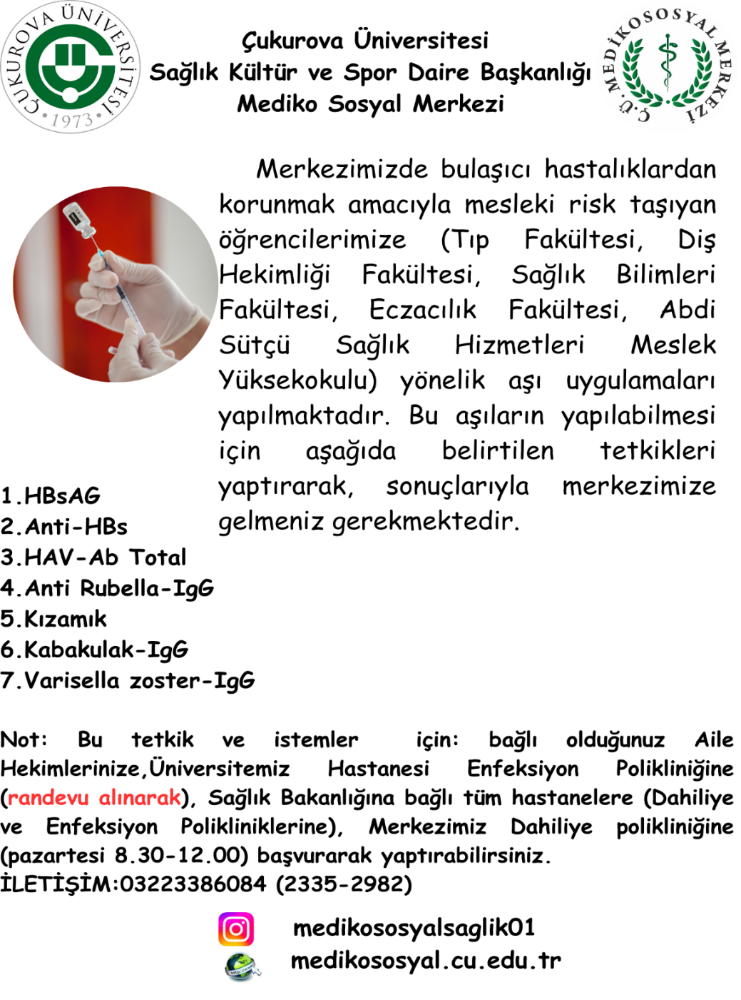 ÇUKUROVA ÜNİVERSİTESİ
•1973•
Çukurova Üniversitesi
Sağlık Kültür ve Spor Daire Başkanlığı
Mediko Sosyal Merkezi
Ç.Ü. MEDİKOSOSYAL MERKEZİ
Merkezimizde bulaşıcı hastalıklardan
korunmak amacıyla mesleki risk taşıyan
öğrencilerimize (Tıp Fakültesi, Diş
Hekimliği Fakültesi, Sağlık Bilimleri
Fakültesi, Eczacılık Fakültesi, Abdi
Sütçü Sağlık Hizmetleri Meslek
Yüksekokulu) yönelik aşı uygulamaları
yapılmaktadır. Bu aşıların yapılabilmesi
için aşağıda belirtilen tetkikleri
yaptırarak, sonuçlarıyla merkezimize
gelmeniz gerekmektedir.
1.HBsAG
2.Anti-HBs
3.HAV-Ab Total
4.Anti Rubella-IgG
5.Kızamık
6.Kabakulak-IgG
7.Varisella zoster-IgG
Not: Bu tetkik ve istemler için: bağlı olduğunuz Aile
Hekimlerinize,Üniversitemiz Hastanesi Enfeksiyon Polikliniğine
(randevu alınarak), Sağlık Bakanlığına bağlı tüm hastanelere (Dahiliye
ve Enfeksiyon Polikliniklerine), Merkezimiz Dahiliye polikliniğine
(pazartesi 8.30-12.00) başvurarak yaptırabilirsiniz.
İLETİŞİM:03223386084 (2335-2982)
medikososyalsaglik01
medikososyal.cu.edu.tr